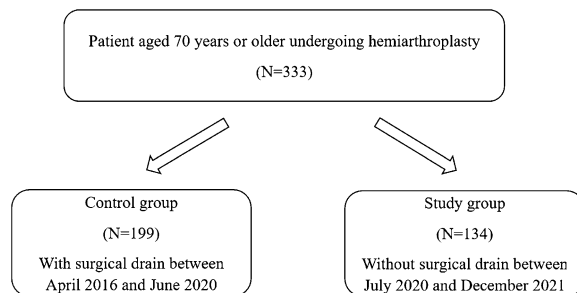 Patient aged 70 years or older undergoing hemiarthroplasty
(N=333)
Control group
(N=199)
With surgical drain between
April 2016 and June 2020
Study group
(N=134)
Without surgical drain between
July 2020 and December 2021